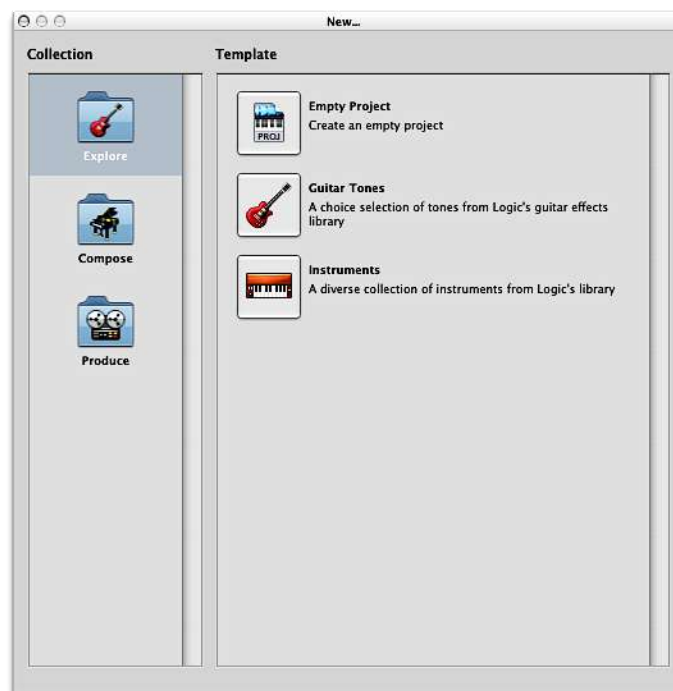 New...
Collection
Template
Explore
Compose
Produce
Empty Project
Create an empty project
PROJ
Guitar Tones
A choice selection of tones from Logic's guitar effects
library
Instruments
A diverse collection of instruments from Logic's library